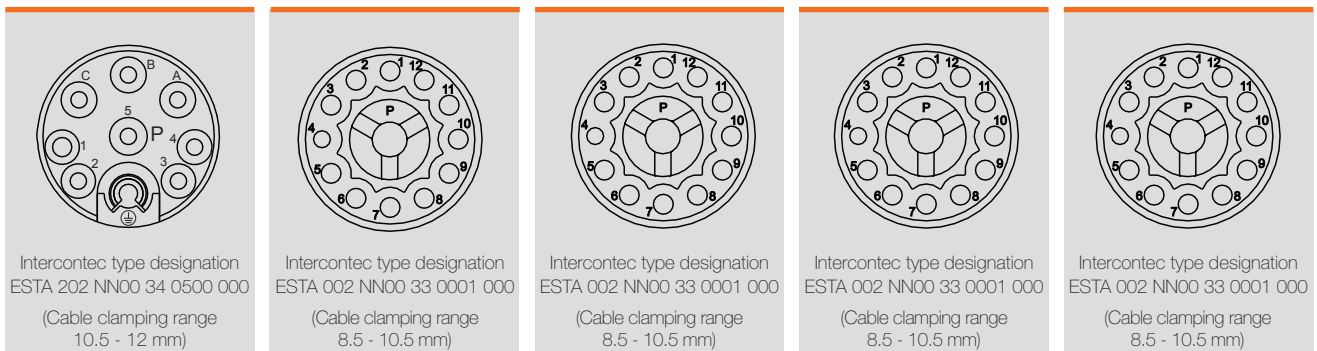 B
C
A
5
P
4
1
2
3
1
2
12
3
11
P
4
10
5
9
6
8
7
1
2
12
3
11
P
4
10
5
9
6
8
7
1
2
12
3
11
P
4
10
5
9
6
8
7
1
2
12
3
11
P
4
10
5
9
6
8
7
Intercontec type designation
ESTA 202 NN00 34 0500 000
(Cable clamping range
10.5 - 12 mm)
Intercontec type designation
ESTA 002 NN00 33 0001 000
(Cable clamping range
8.5 - 10.5 mm)
Intercontec type designation
ESTA 002 NN00 33 0001 000
(Cable clamping range
8.5 - 10.5 mm)
Intercontec type designation
ESTA 002 NN00 33 0001 000
(Cable clamping range
8.5 - 10.5 mm)
Intercontec type designation
ESTA 002 NN00 33 0001 000
(Cable clamping range
8.5 - 10.5 mm)